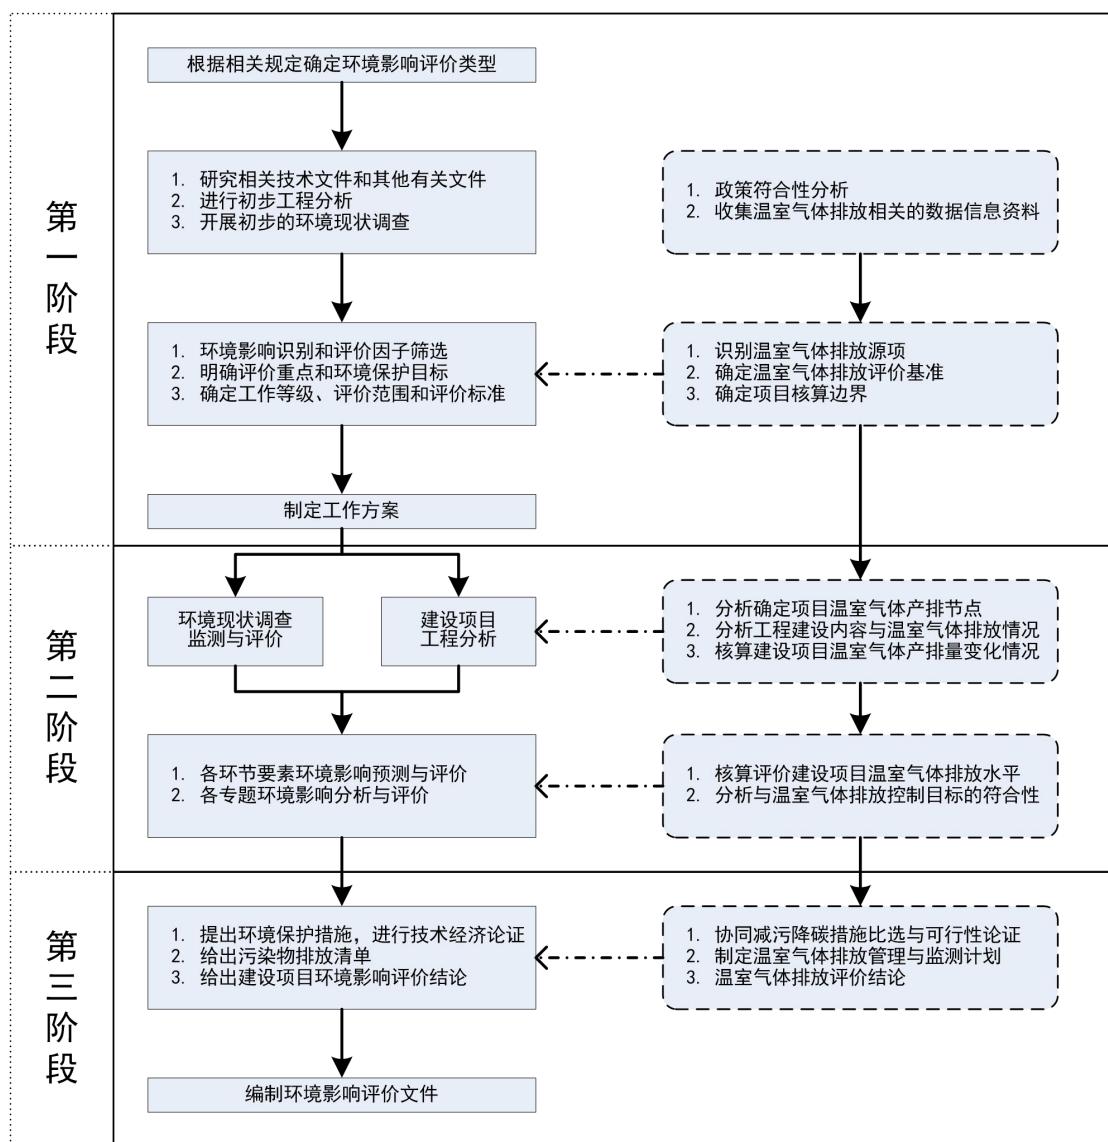 第一阶段
根据相关规定确定环境影响评价类型
1. 研究相关技术文件和其他有关文件
2. 进行初步工程分析
3. 开展初步的环境现状调查
1. 政策符合性分析
2. 收集温室气体排放相关的数据信息资料
1. 环境影响识别和评价因子筛选
2. 明确评价重点和环境保护目标
3. 确定工作等级、评价范围和评价标准
1. 识别温室气体排放源项
2. 确定温室气体排放评价基准
3. 确定项目核算边界
制定工作方案
第二阶段
环境现状调查
监测与评价
建设项目
工程分析
1. 分析确定项目温室气体产排节点
2. 分析工程建设内容与温室气体排放情况
3. 核算建设项目温室气体产排量变化情况
1. 各环节要素环境影响预测与评价
2. 各专题环境影响分析与评价
1. 核算评价建设项目温室气体排放水平
2. 分析与温室气体排放控制目标的符合性
第三阶段
1. 提出环境保护措施，进行技术经济论证
2. 给出污染物排放清单
3. 给出建设项目环境影响评价结论
1. 协同减污降碳措施比选与可行性论证
2. 制定温室气体排放管理与监测计划
3. 温室气体排放评价结论
编制环境影响评价文件